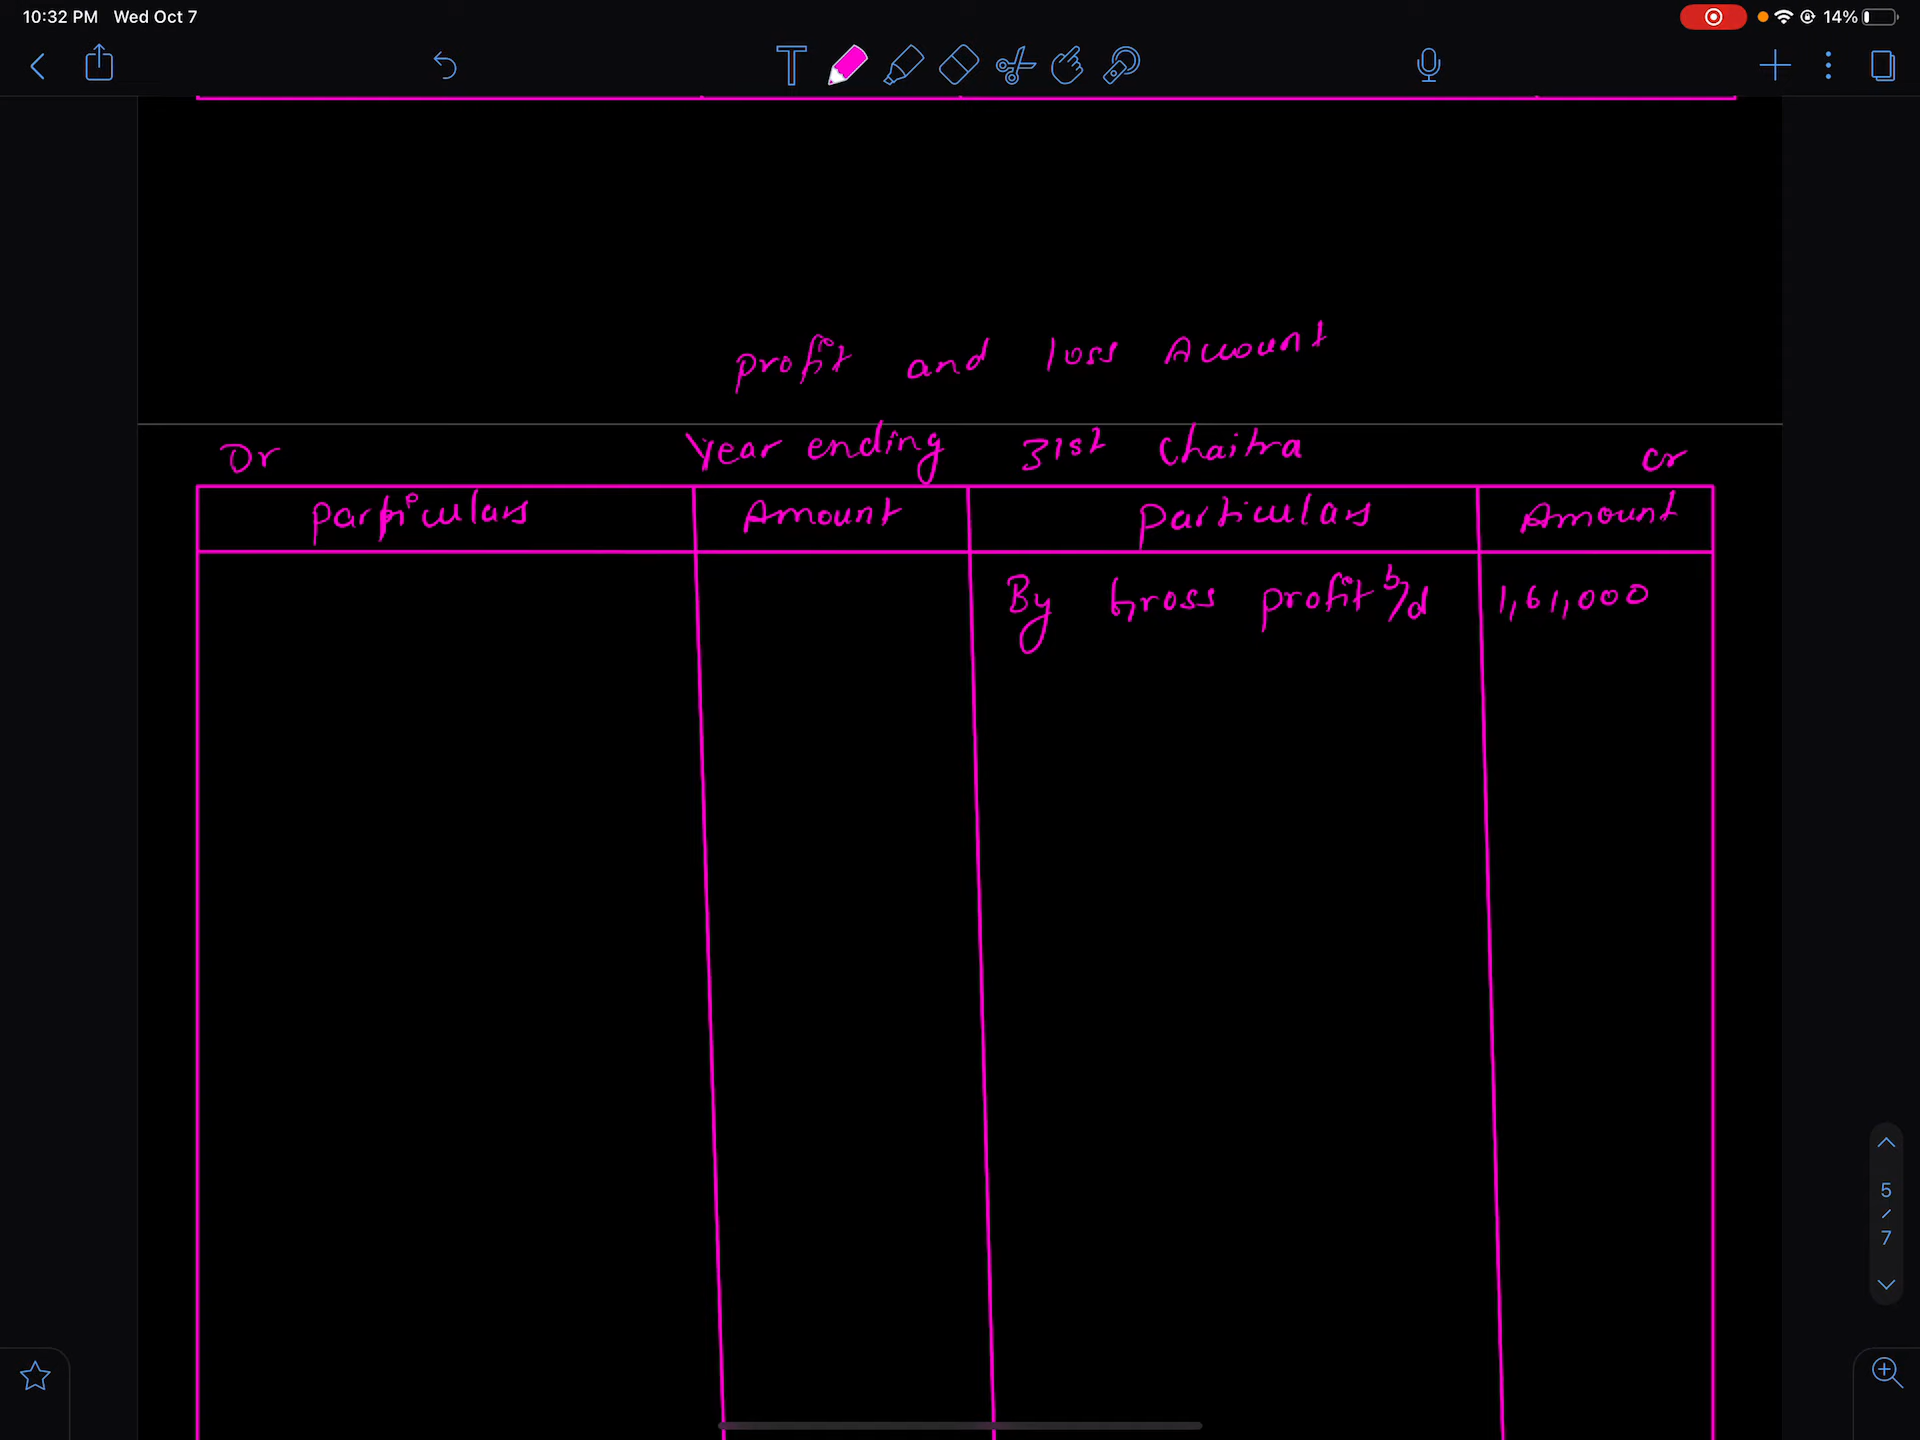 10:32 PM Wed Oct 7
14%
T
profit and loss Account
Dr year ending 31st Chaitra cr
particulars Amount particulars Amount
By Gross profit b/d 1,61,000
5
/
7